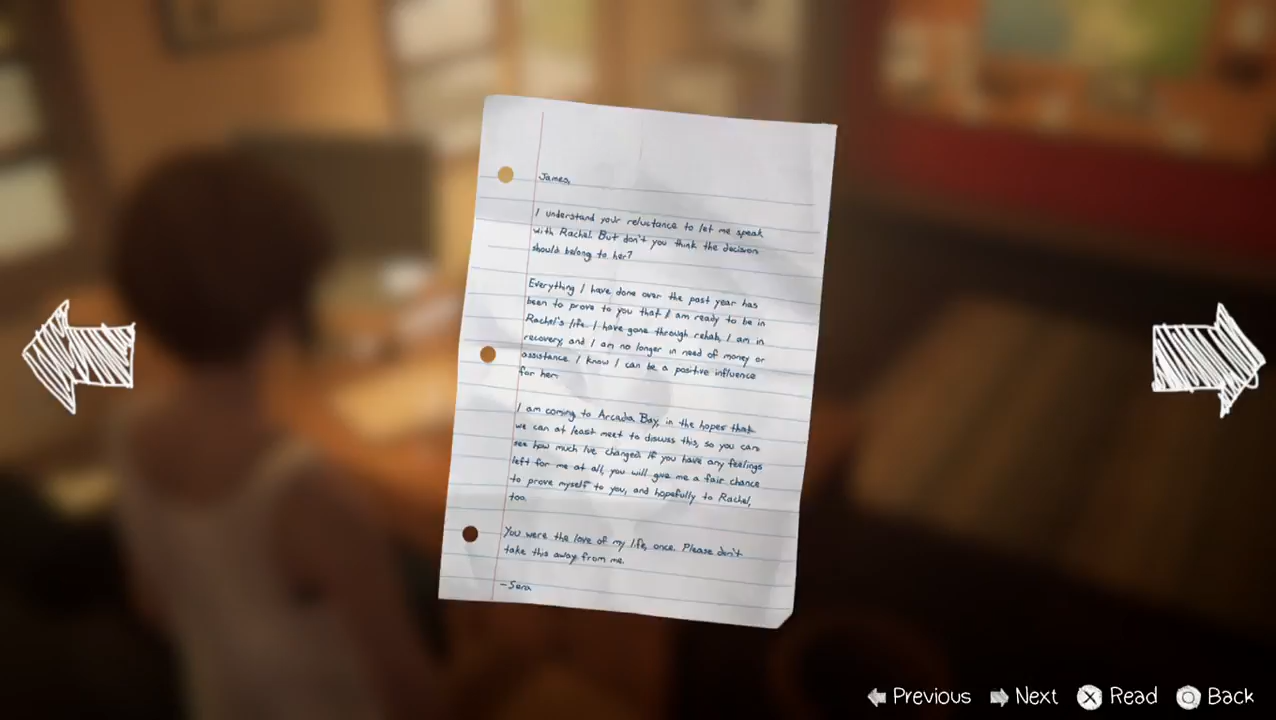 James,
I understand your reluctance to let me speak
with Rachel. But don't you think the decision
should belong to her?
Everything I have done over the past year has
been to prove to you that I am ready to be in
Rachel's life. I have gone through rehab, I am in
recovery, and I am no longer in need of money or
assistance. I know I can be a positive influence
for her.
I am coming to Arcadia Bay, in the hopes that
we can at least meet to discuss this, so you can
see how much I've changed. If you have any feelings
left for me at all, you will give me a fair chance
to prove myself to you, and hopefully to Rachel,
too.
You were the love of my life, once. Please don't
take this away from me.
-Sera
Previous Next Read Back